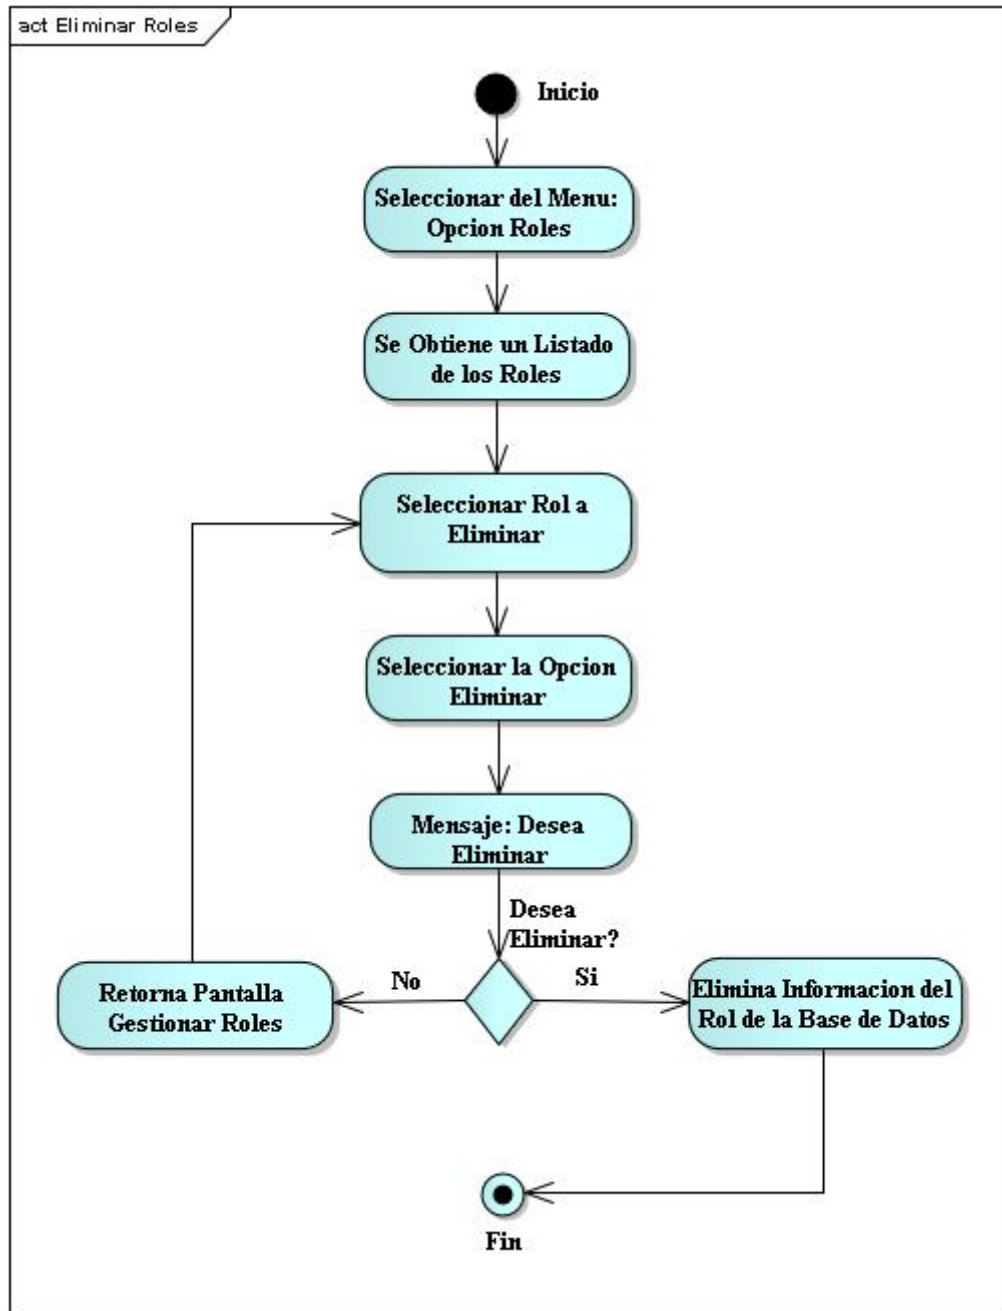 act Eliminar Roles
Inicio
Seleccionar del Menu:
Opcion Roles
Se Obtiene un Listado
de los Roles
Seleccionar Rol a
Eliminar
Seleccionar la Opcion
Eliminar
Mensaje: Desea
Eliminar
Desea
Eliminar?
No
Si
Retorna Pantalla
Gestionar Roles
Elimina Informacion del
Rol de la Base de Datos
Fin